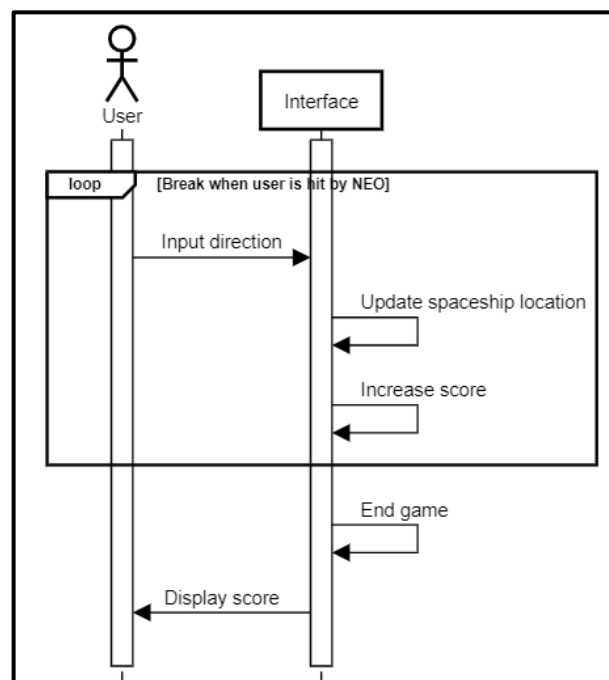 User
Interface
loop
[Break when user is hit by NEO]
Input direction
Update spaceship location
Increase score
End game
Display score